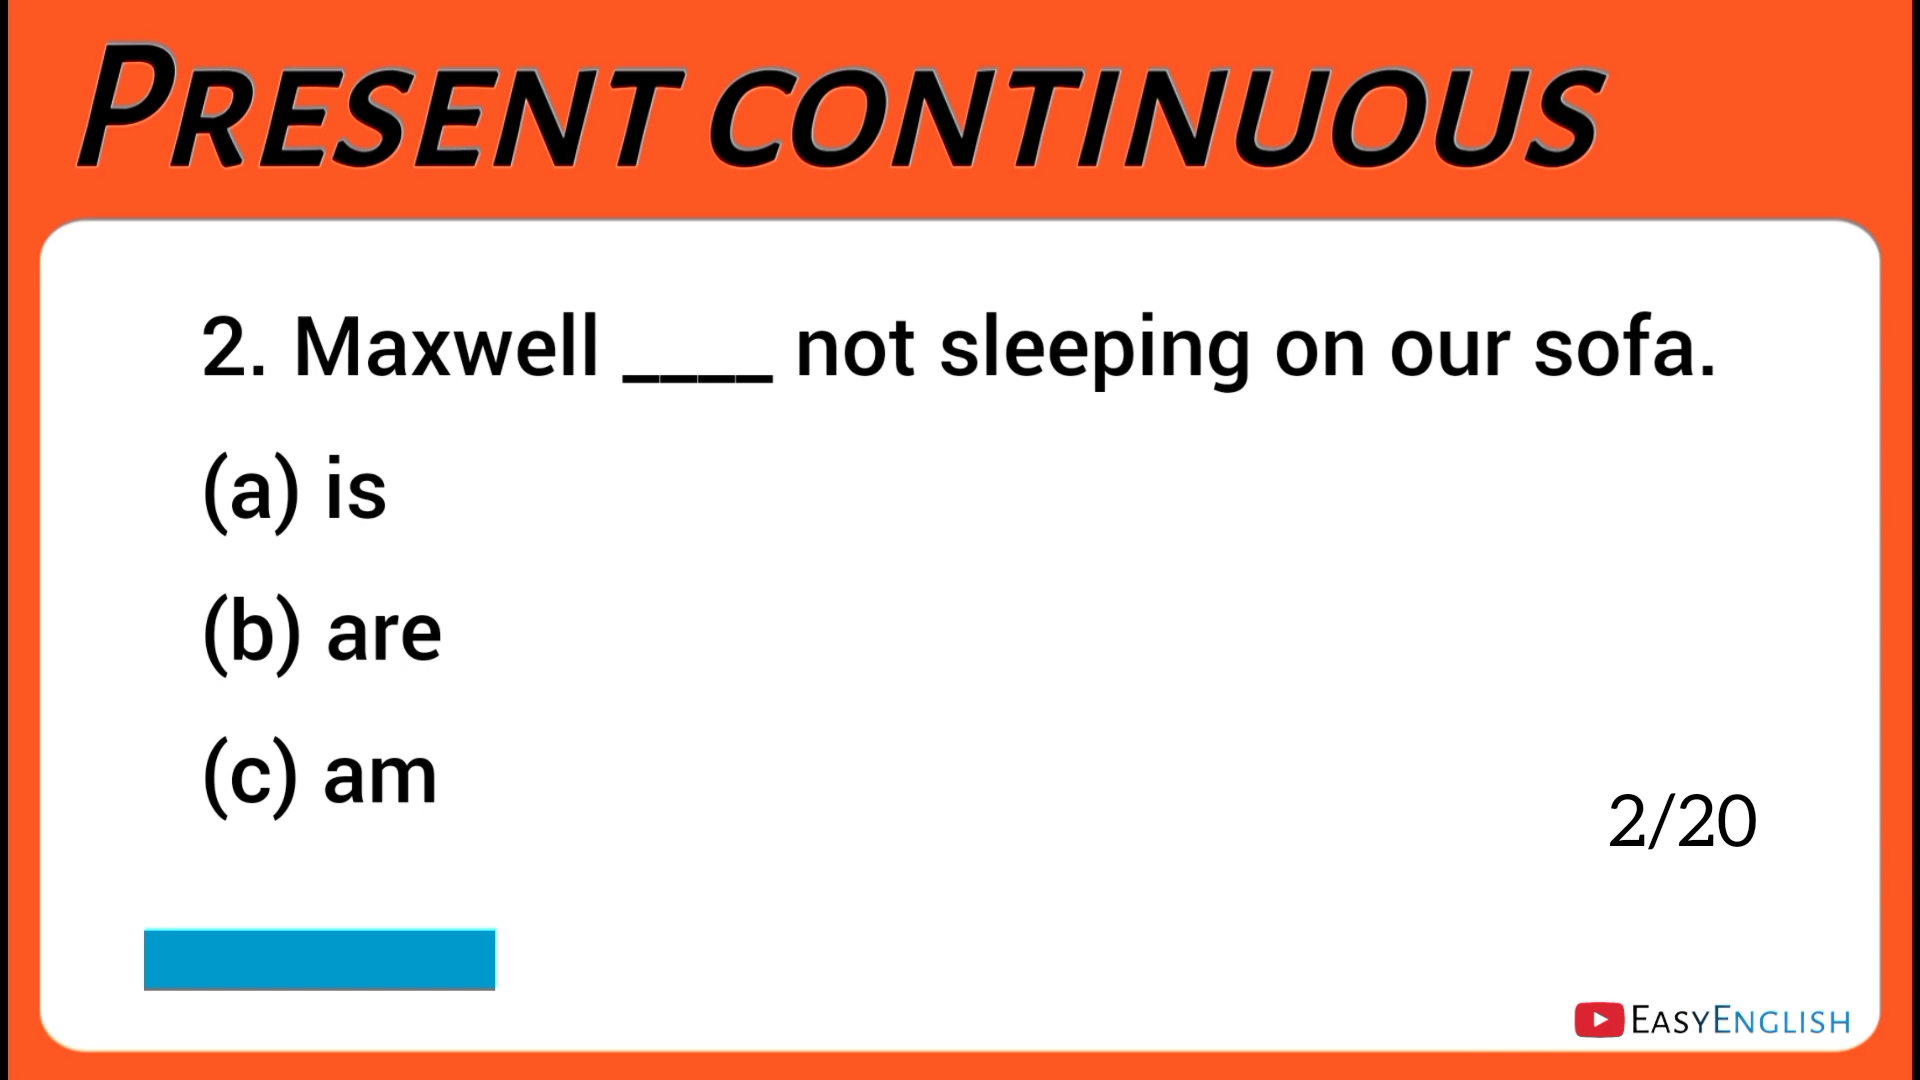 PRESENT CONTINUOUS
2. Maxwell ____ not sleeping on our sofa.
(a) is
(b) are
(c) am
2/20
EASYENGLISH